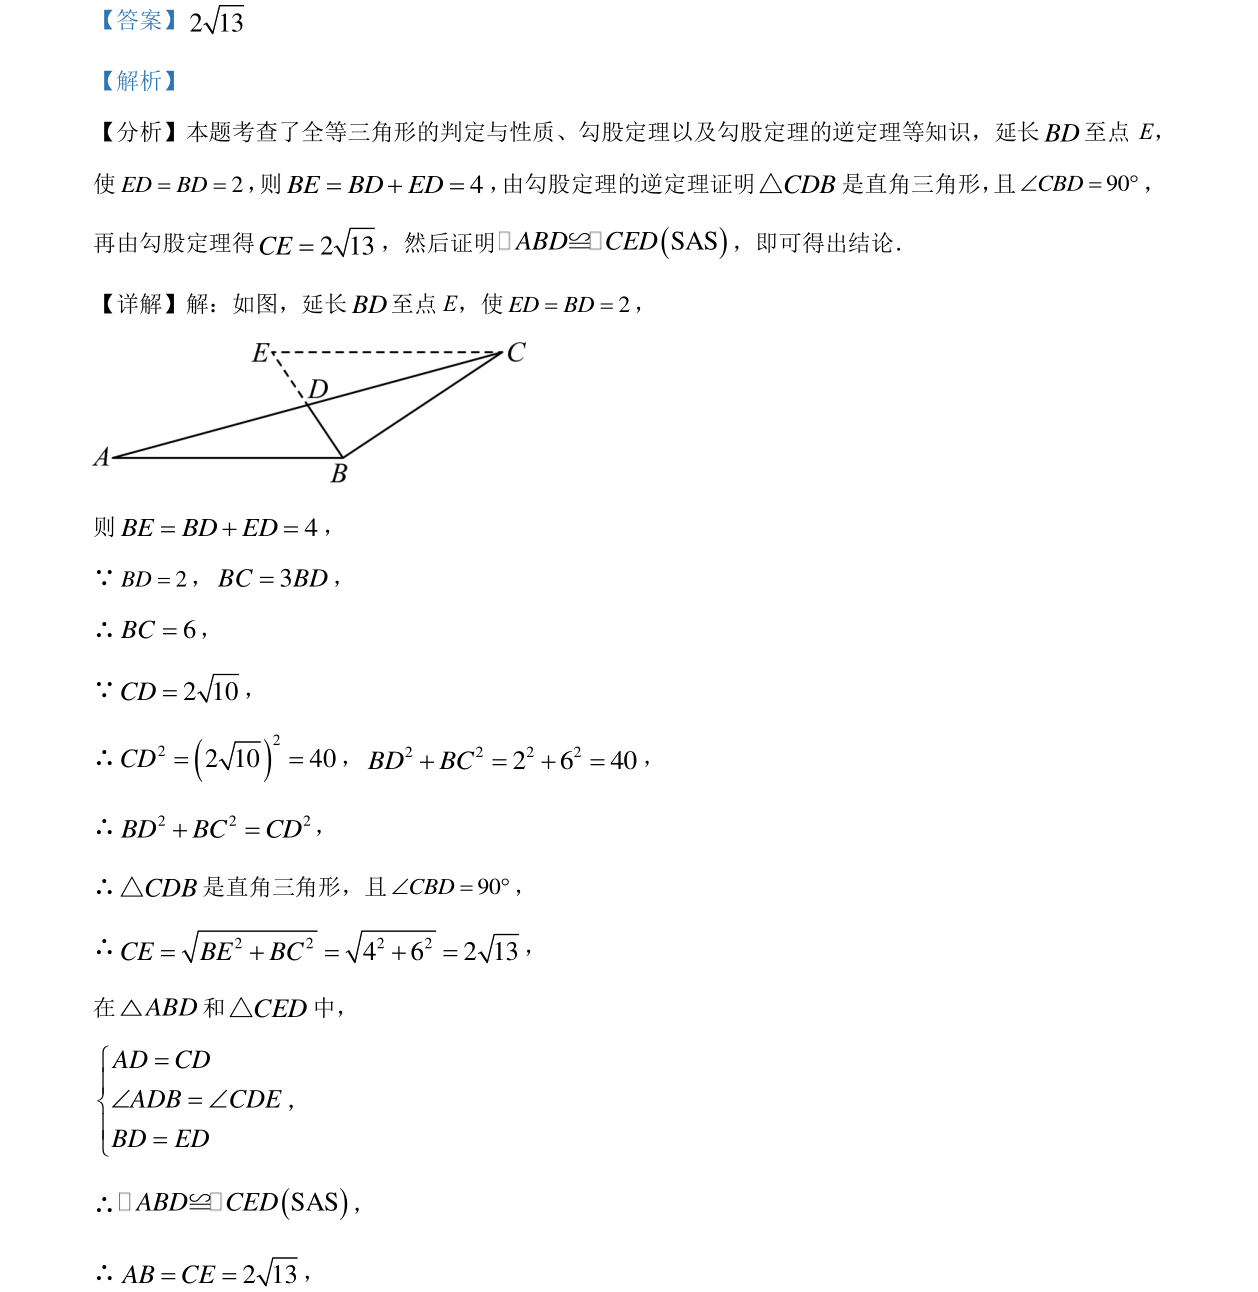 【答案】2√13
【解析】
【分析】本题考查了全等三角形的判定与性质、勾股定理以及勾股定理的逆定理等知识，延长BD至点 E，
使ED＝BD＝2，则BE＝BD＋ED＝4，由勾股定理的逆定理证明△CDB是直角三角形，且∠CBD＝90°，
再由勾股定理得CE＝2√13，然后证明□ABD≌□CED(SAS)，即可得出结论．
【详解】解：如图，延长BD至点 E，使ED＝BD＝2，
E
C
D
A
B
则BE＝BD＋ED＝4，
∵BD＝2，BC＝3BD，
∴BC＝6，
∵CD＝2√10，
∴CD²＝(2√10)²＝40，BD²＋BC²＝2²＋6²＝40，
∴BD²＋BC²＝CD²，
∴△CDB是直角三角形，且∠CBD＝90°，
∴CE＝√(BE²＋BC²)＝√(4²＋6²)＝2√13，
在△ABD和△CED中，
AD＝CD
∠ADB＝∠CDE，
BD＝ED
∴□ABD≌□CED(SAS)，
∴AB＝CE＝2√13，